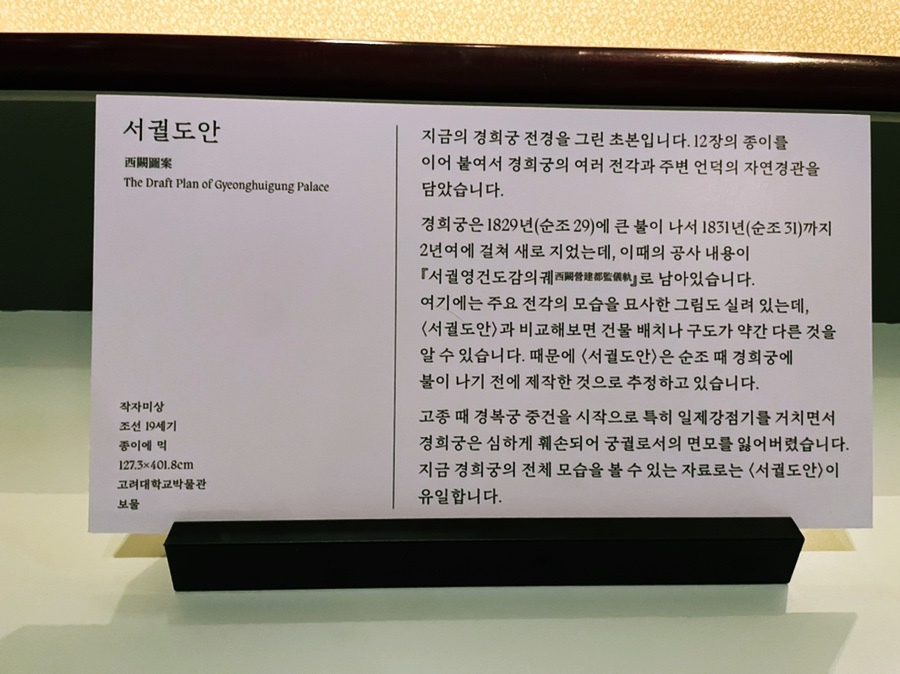 서궐도안
西闕圖案
The Draft Plan of Gyeonghuigung Palace
작자미상
조선 19세기
종이에 먹
127.3×401.8cm
고려대학교박물관
보물
지금의 경희궁 전경을 그린 초본입니다. 12장의 종이를
이어 붙여서 경희궁의 여러 전각과 주변 언덕의 자연경관을
담았습니다.
경희궁은 1829년(순조 29)에 큰 불이 나서 1831년(순조 31)까지
2년여에 걸쳐 새로 지었는데, 이때의 공사 내용이
『서궐영건도감의궤西闕營建都監儀軌』로 남아있습니다.
여기에는 주요 전각의 모습을 묘사한 그림도 실려 있는데,
〈서궐도안〉과 비교해보면 건물 배치나 구도가 약간 다른 것을
알 수 있습니다. 때문에 〈서궐도안〉은 순조 때 경희궁에
불이 나기 전에 제작한 것으로 추정하고 있습니다.
고종 때 경복궁 중건을 시작으로 특히 일제강점기를 거치면서
경희궁은 심하게 훼손되어 궁궐로서의 면모를 잃어버렸습니다.
지금 경희궁의 전체 모습을 볼 수 있는 자료로는 〈서궐도안〉이
유일합니다.